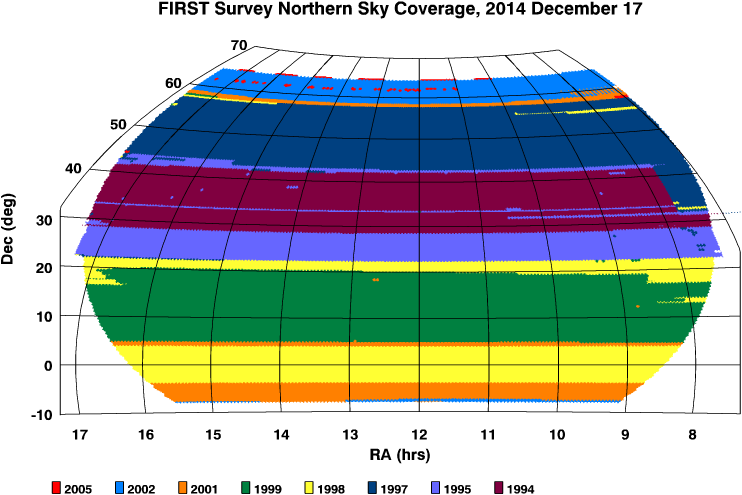 FIRST Survey Northern Sky Coverage, 2014 December 17
70
60
50
40
30
20
10
0
-10
Dec (deg)
17 16 15 14 13 12 11 10 9 8
RA (hrs)
2005 2002 2001 1999 1998 1997 1995 1994